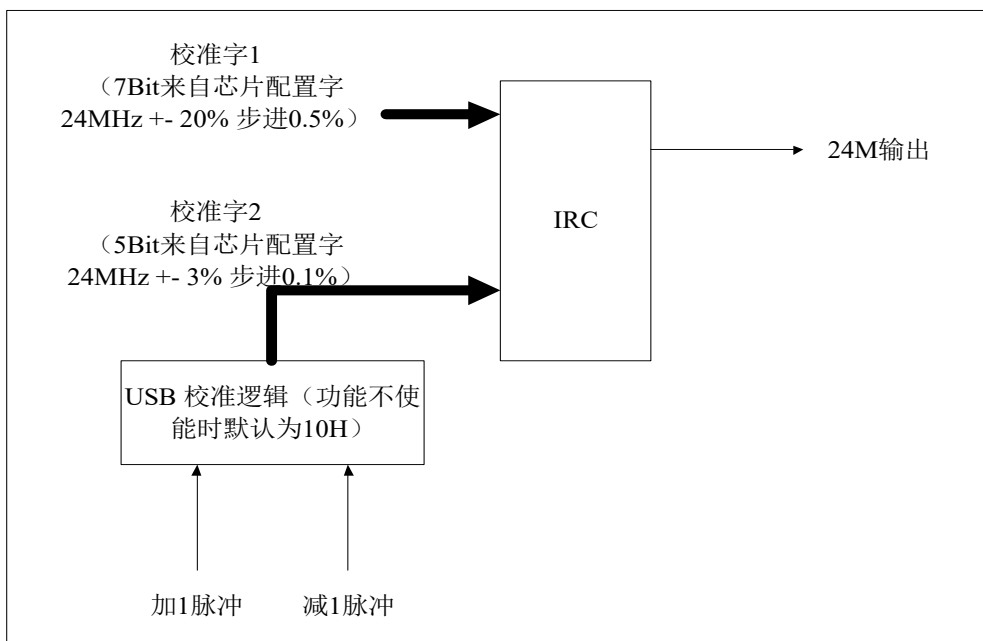 校准字1
（7Bit来自芯片配置字
24MHz +- 20% 步进0.5%）
24M输出
IRC
校准字2
（5Bit来自芯片配置字
24MHz +- 3% 步进0.1%）
USB 校准逻辑（功能不使
能时默认为10H）
加1脉冲
减1脉冲